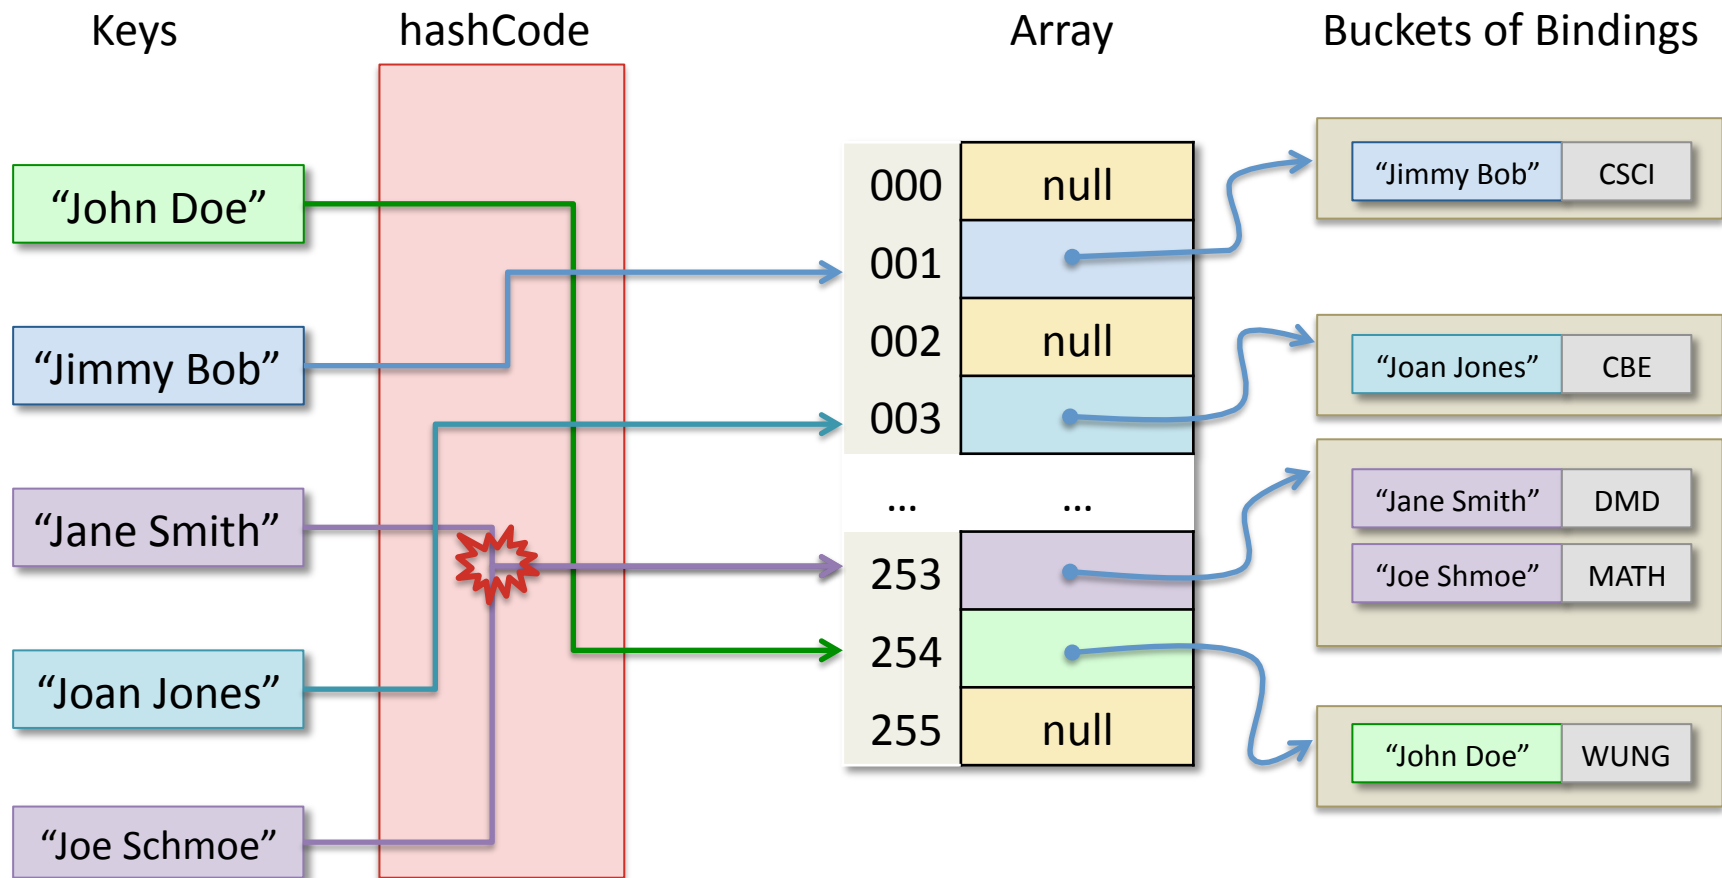 Keys
hashCode
Array
Buckets of Bindings
“John Doe”
“Jimmy Bob”
“Jane Smith”
“Joan Jones”
“Joe Schmoe”
000 null
001
002 null
003
... ...
253
254
255 null
“Jimmy Bob” CSCI
“Joan Jones” CBE
“Jane Smith” DMD
“Joe Shmoe” MATH
“John Doe” WUNG